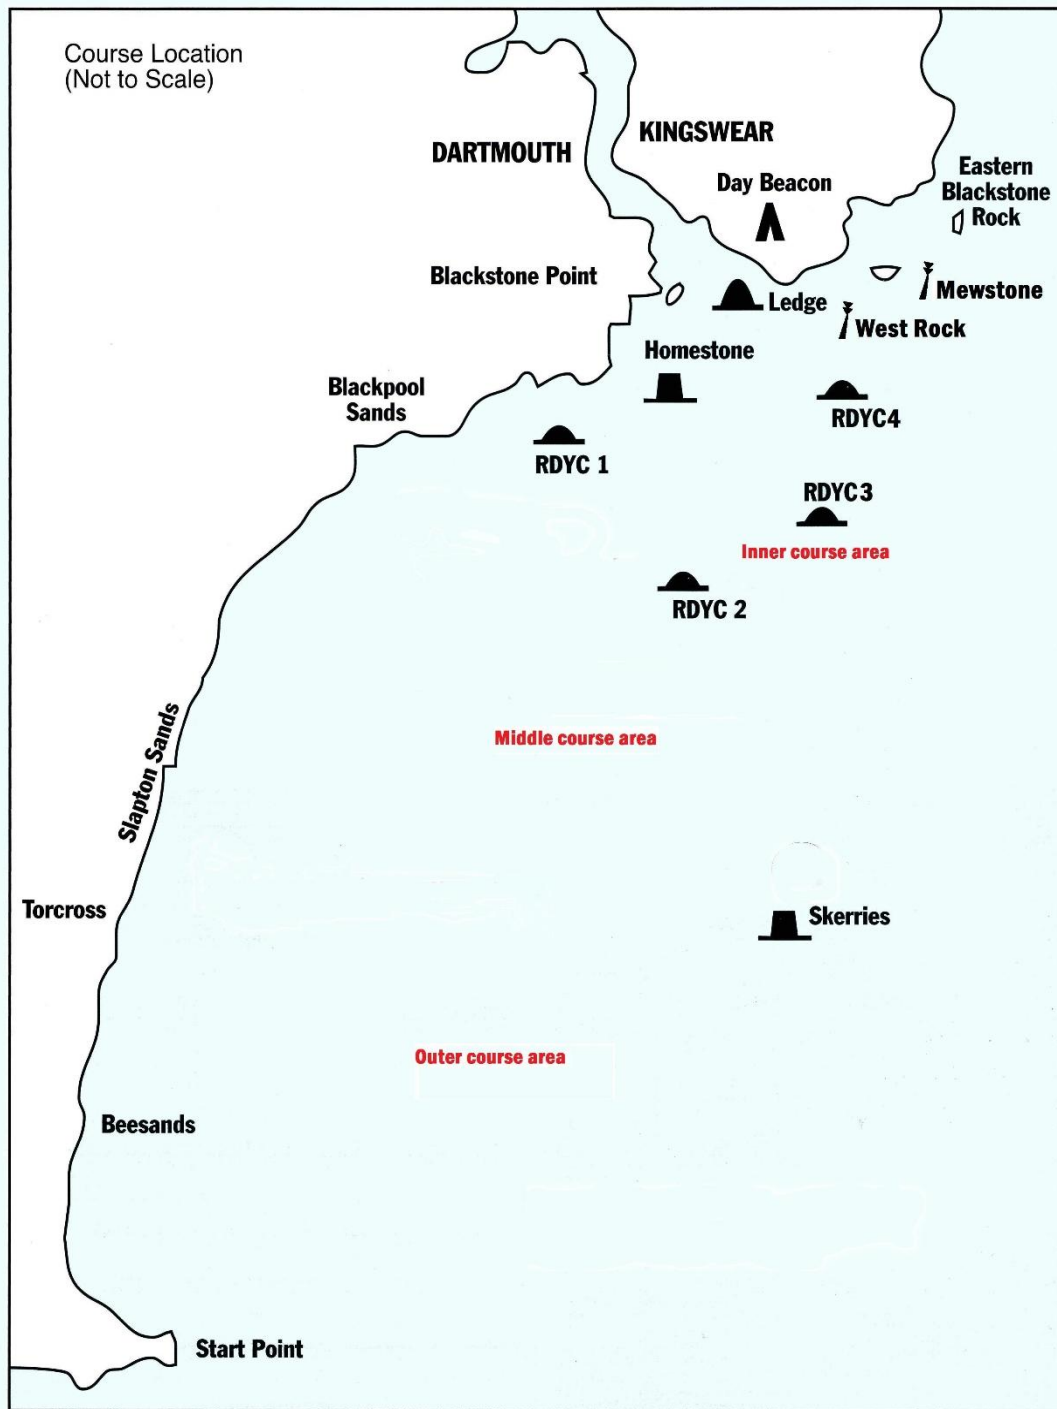 Course Location
(Not to Scale)
KINGSWEAR
DARTMOUTH
Day Beacon
Eastern
Blackstone
Rock
Blackstone Point
Mewstone
Ledge
West Rock
Homestone
Blackpool
Sands
RDYC4
RDYC 1
RDYC3
Inner course area
RDYC 2
Slapton Sands
Middle course area
Torcross
Skerries
Outer course area
Beesands
Start Point